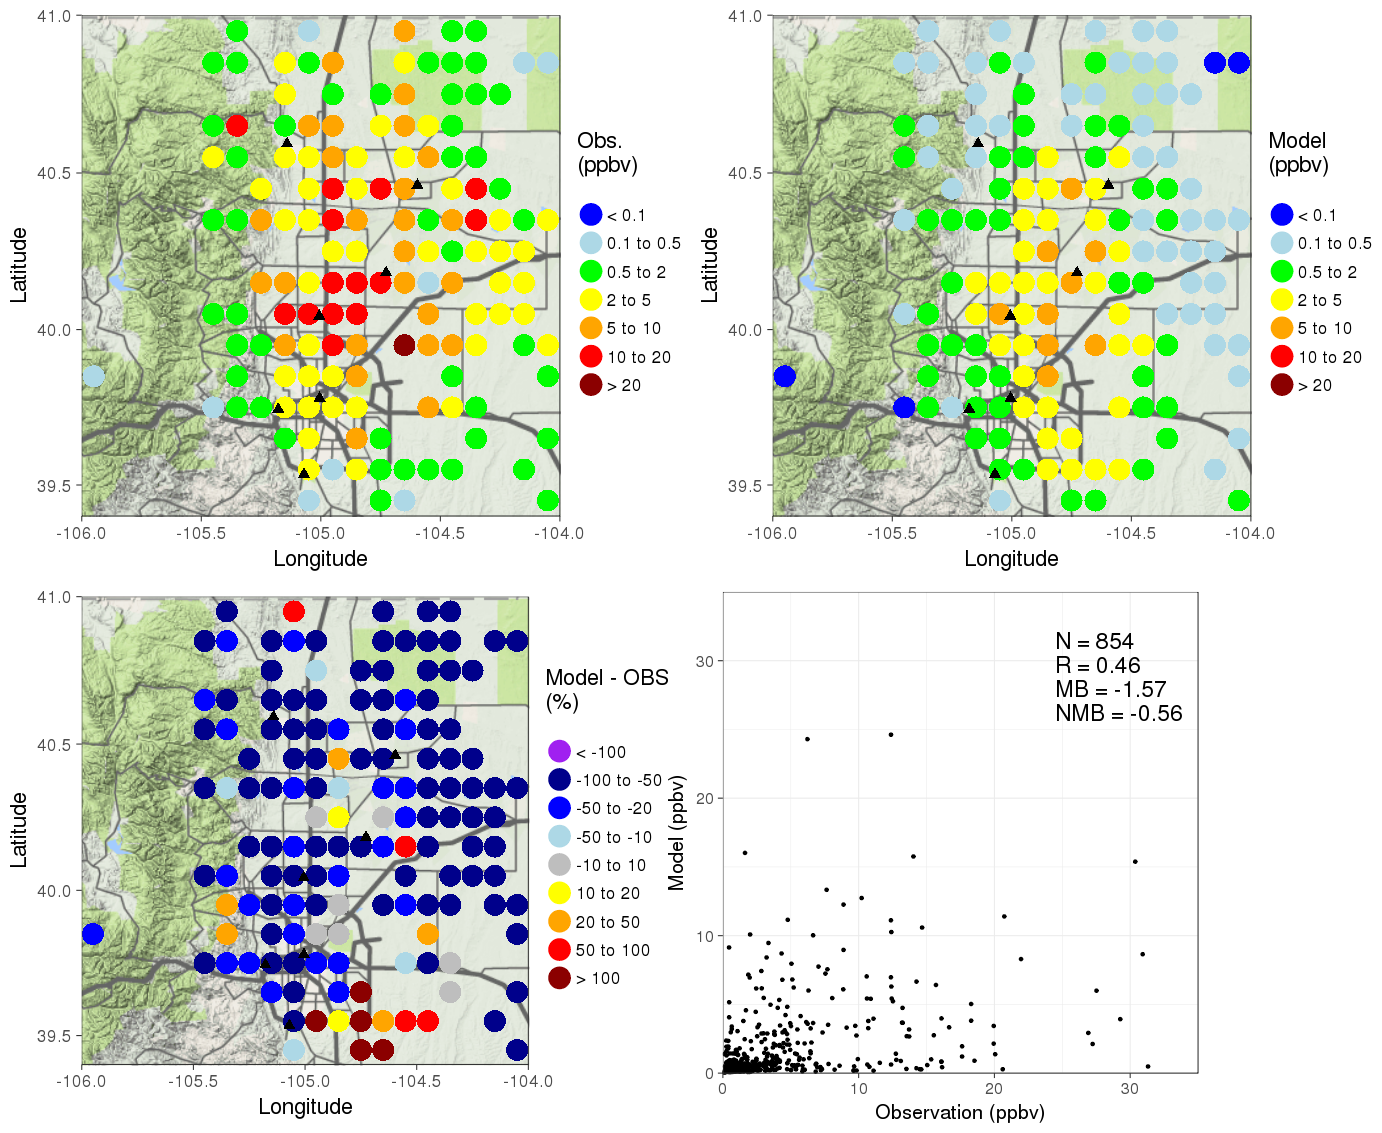 41.0
40.5
40.0
39.5
-106.0 -105.5 -105.0 -104.5 -104.0
Longitude
Latitude
Obs.
(ppbv)
< 0.1
0.1 to 0.5
0.5 to 2
2 to 5
5 to 10
10 to 20
> 20
41.0
40.5
40.0
39.5
-106.0 -105.5 -105.0 -104.5 -104.0
Longitude
Latitude
Model
(ppbv)
< 0.1
0.1 to 0.5
0.5 to 2
2 to 5
5 to 10
10 to 20
> 20
41.0
40.5
40.0
39.5
-106.0 -105.5 -105.0 -104.5 -104.0
Longitude
Latitude
Model - OBS
(%)
< -100
-100 to -50
-50 to -20
-50 to -10
-10 to 10
10 to 20
20 to 50
50 to 100
> 100
N = 854
R = 0.46
MB = -1.57
NMB = -0.56
30
20
10
0
0 10 20 30
Observation (ppbv)
Model (ppbv)